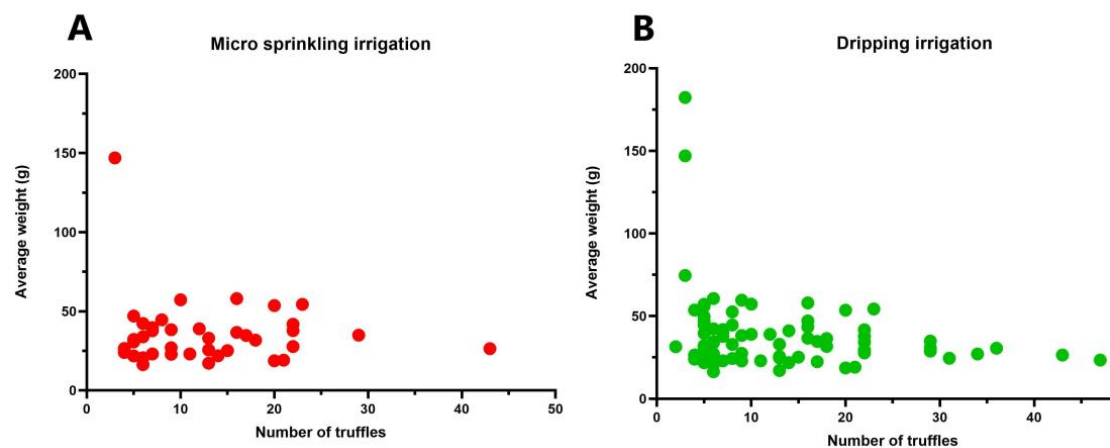 A
Micro sprinkling irrigation
200
150
100
50
0
Average weight (g)
0 10 20 30 40 50
Number of truffles
B
Dripping irrigation
200
150
100
50
0
Average weight (g)
0 10 20 30 40
Number of truffles